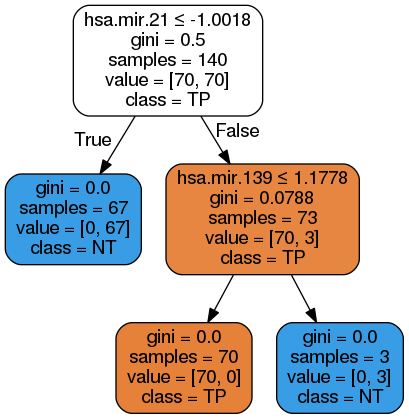 hsa.mir.21 ≤ -1.0018
gini = 0.5
samples = 140
value = [70, 70]
class = TP
True
False
gini = 0.0
samples = 67
value = [0, 67]
class = NT
hsa.mir.139 ≤ 1.1778
gini = 0.0788
samples = 73
value = [70, 3]
class = TP
gini = 0.0
samples = 70
value = [70, 0]
class = TP
gini = 0.0
samples = 3
value = [0, 3]
class = NT